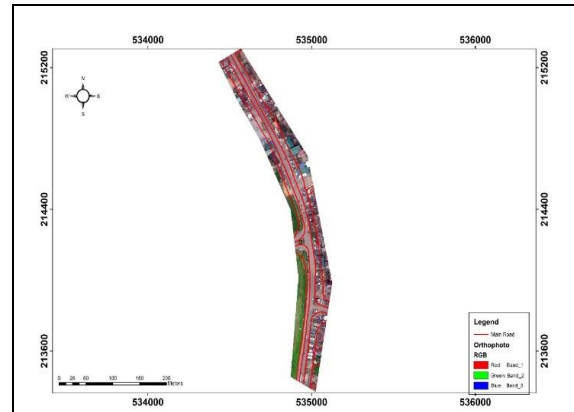 534000 535000 536000
215200 215200
N
S
214400 214400
213600 213600
Legend
Main Road
Orthophoto
RGB
Red: Band_1
Green: Band_2
Blue: Band_3
Meters
534000 535000 536000